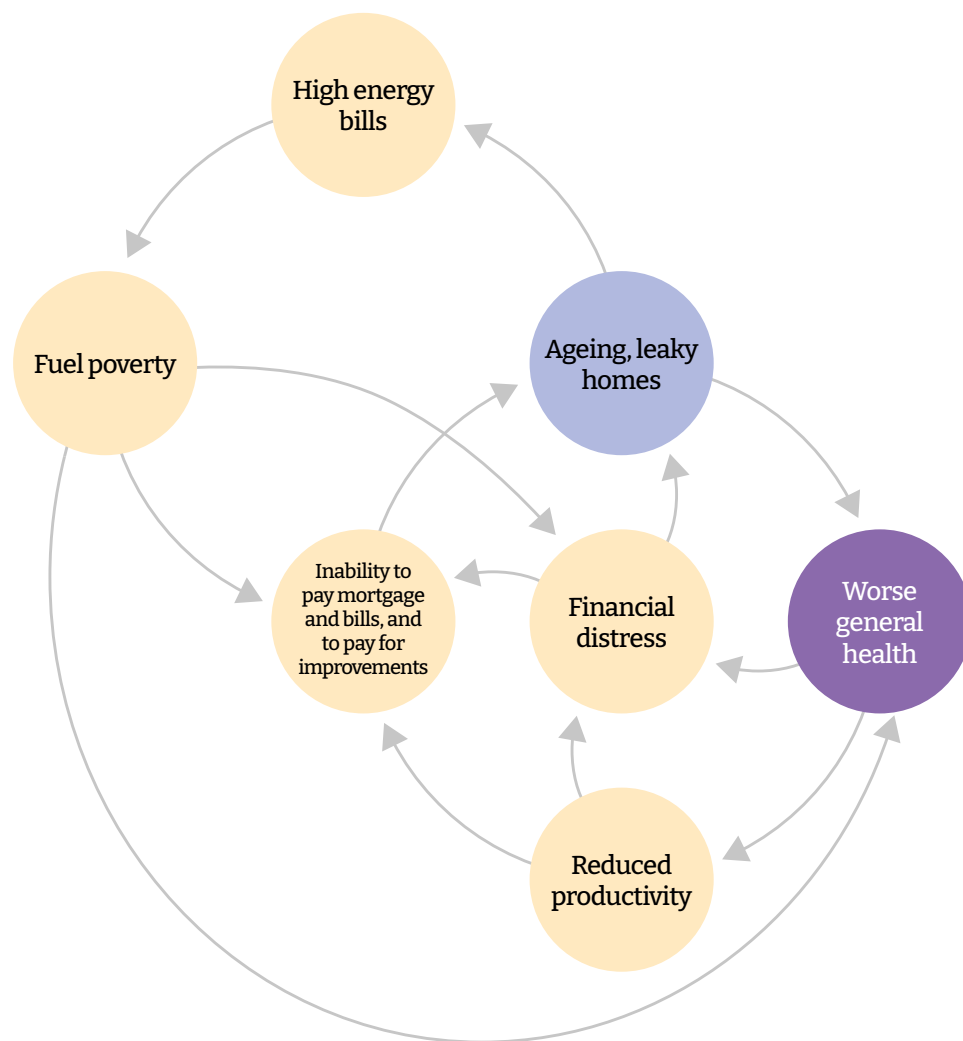 High energy
bills
Fuel poverty
Ageing, leaky
homes
Inability to
pay mortgage
and bills, and
to pay for
improvements
Financial
distress
Worse
general
health
Reduced
productivity